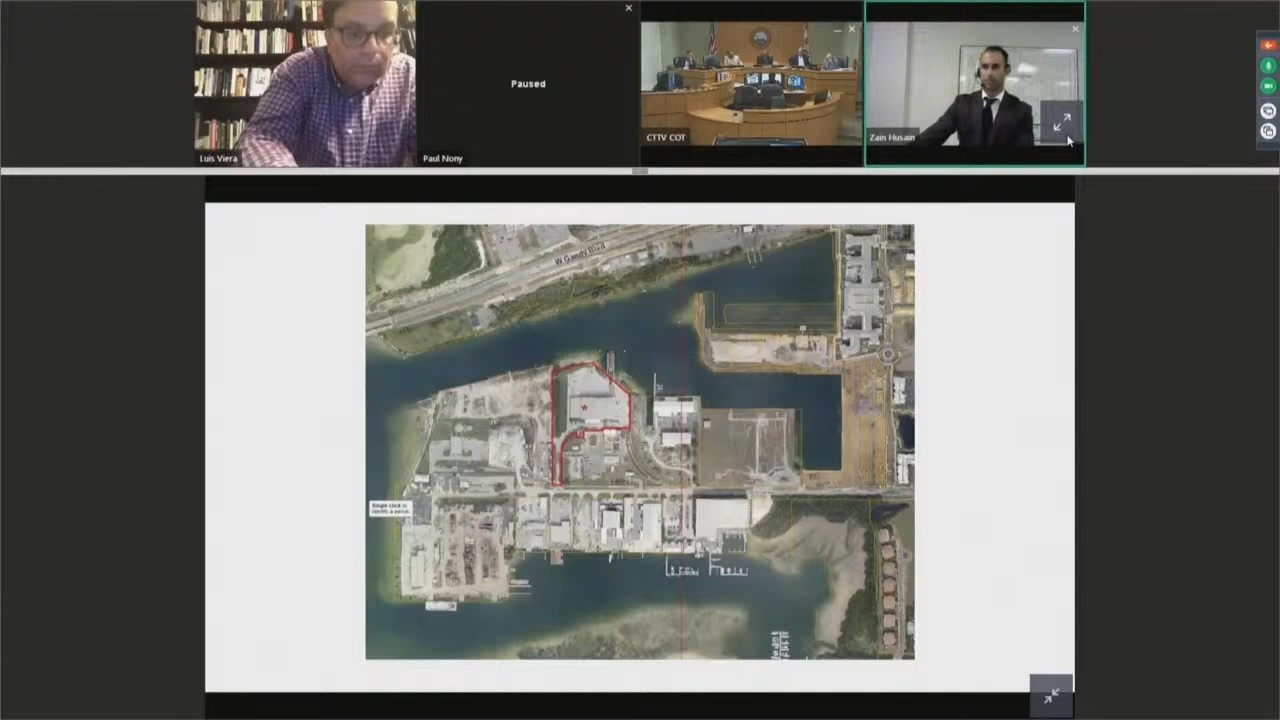 Paused
Luis Viera
Paul Nony
CTTV COT
Zain Husain
W Gandy Blvd
Single click to
identify a parcel.